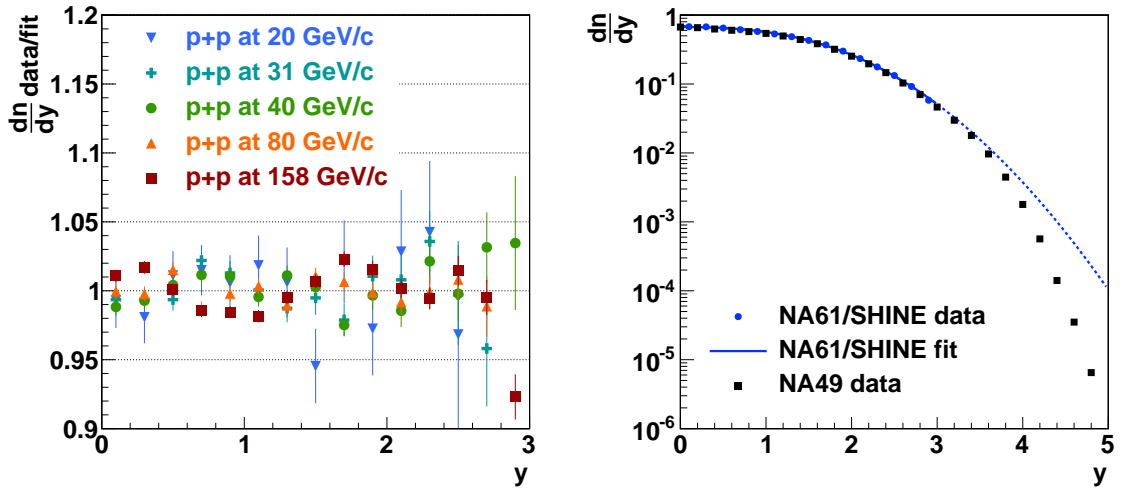 dn/dy data/fit
1.2
1.15
1.1
1.05
1
0.95
0.9
p+p at 20 GeV/c
p+p at 31 GeV/c
p+p at 40 GeV/c
p+p at 80 GeV/c
p+p at 158 GeV/c
0 1 2 3
y
dn/dy
1
10^-1
10^-2
10^-3
10^-4
10^-5
10^-6
NA61/SHINE data
NA61/SHINE fit
NA49 data
0 1 2 3 4 5
y